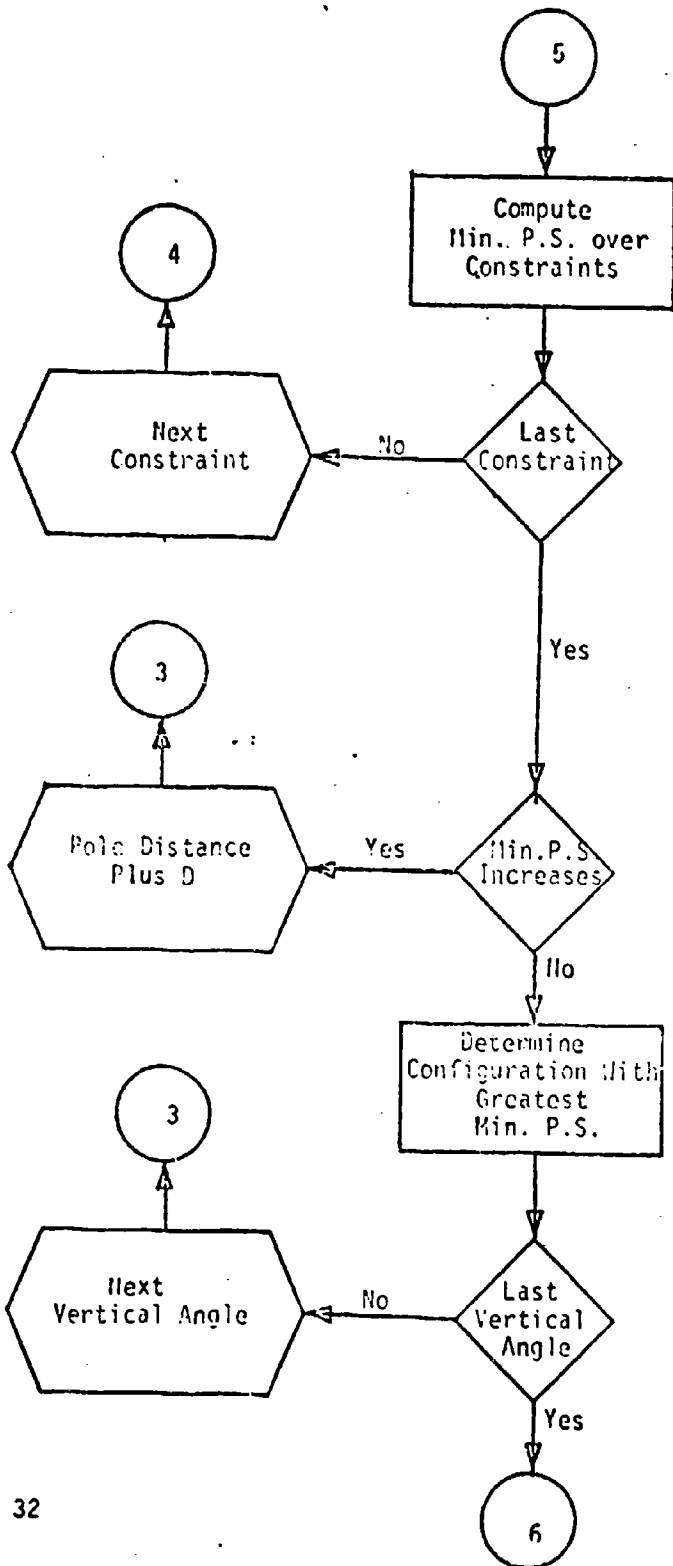 5
Compute
Min. P.S. over
Constraints
4
Next
Constraint
No
Last
Constraint
Yes
3
Pole Distance
Plus D
Yes
Min.P.S.
Increases
No
Determine
Configuration With
Greatest
Min. P.S.
3
Next
Vertical Angle
No
Last
Vertical
Angle
Yes
32
6